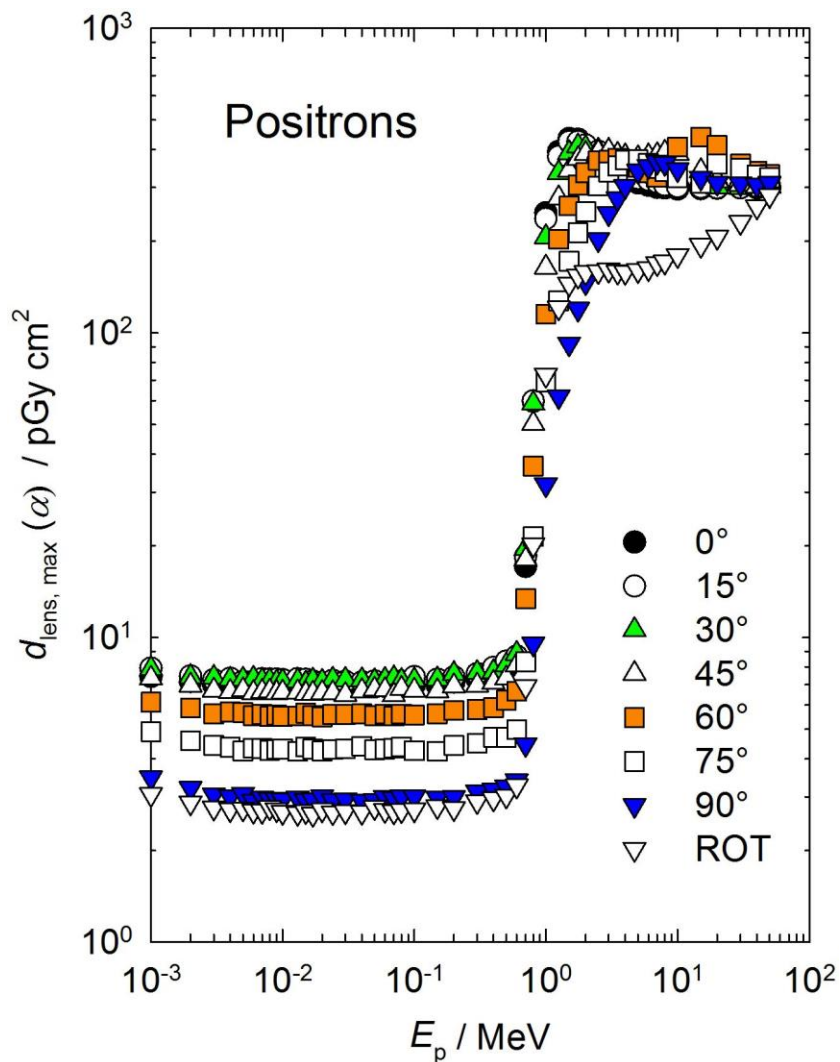 Positrons
d_lens, max (α) / pGy cm²
10³
10²
10¹
10⁰
0°
15°
30°
45°
60°
75°
90°
ROT
10⁻³ 10⁻² 10⁻¹ 10⁰ 10¹ 10²
E_p / MeV